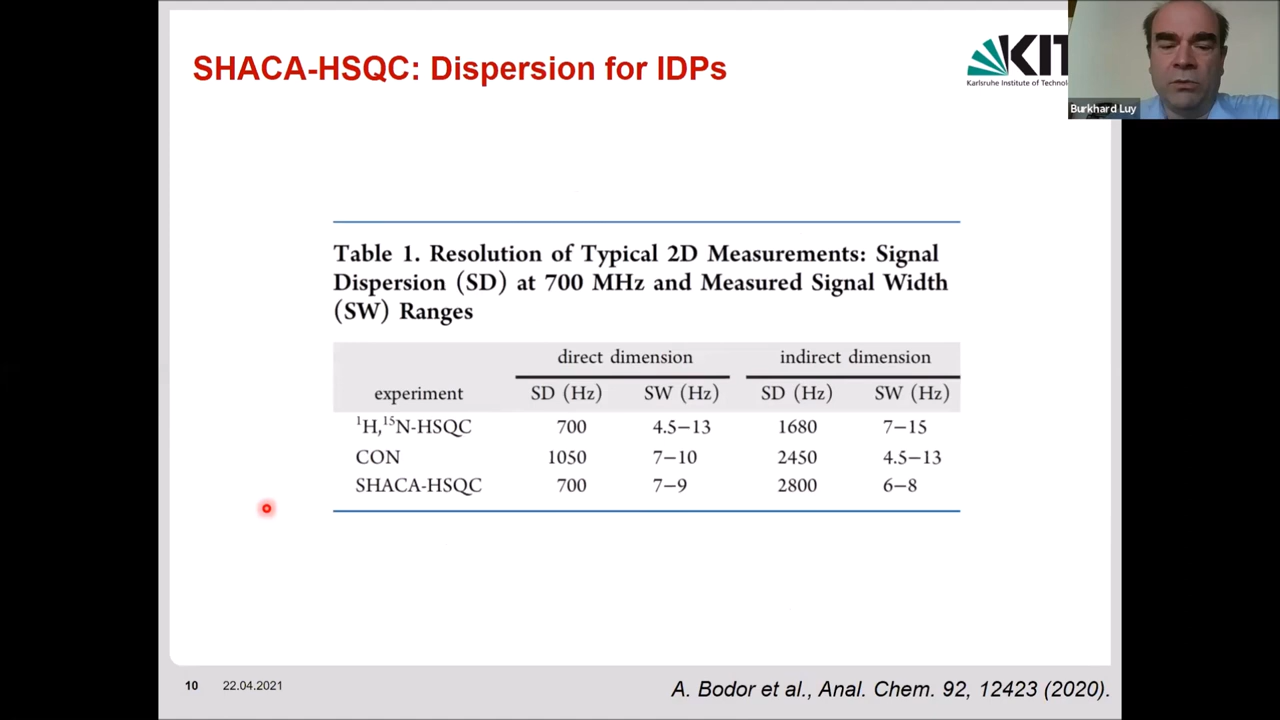 SHACA-HSQC: Dispersion for IDPs
KIT
Karlsruhe Institute of Technol
Burkhard Luy
Table 1. Resolution of Typical 2D Measurements: Signal
Dispersion (SD) at 700 MHz and Measured Signal Width
(SW) Ranges
direct dimension indirect dimension
experiment SD (Hz) SW (Hz) SD (Hz) SW (Hz)
¹H,¹⁵N-HSQC 700 4.5−13 1680 7−15
CON 1050 7−10 2450 4.5−13
SHACA-HSQC 700 7−9 2800 6−8
10 22.04.2021
A. Bodor et al., Anal. Chem. 92, 12423 (2020).